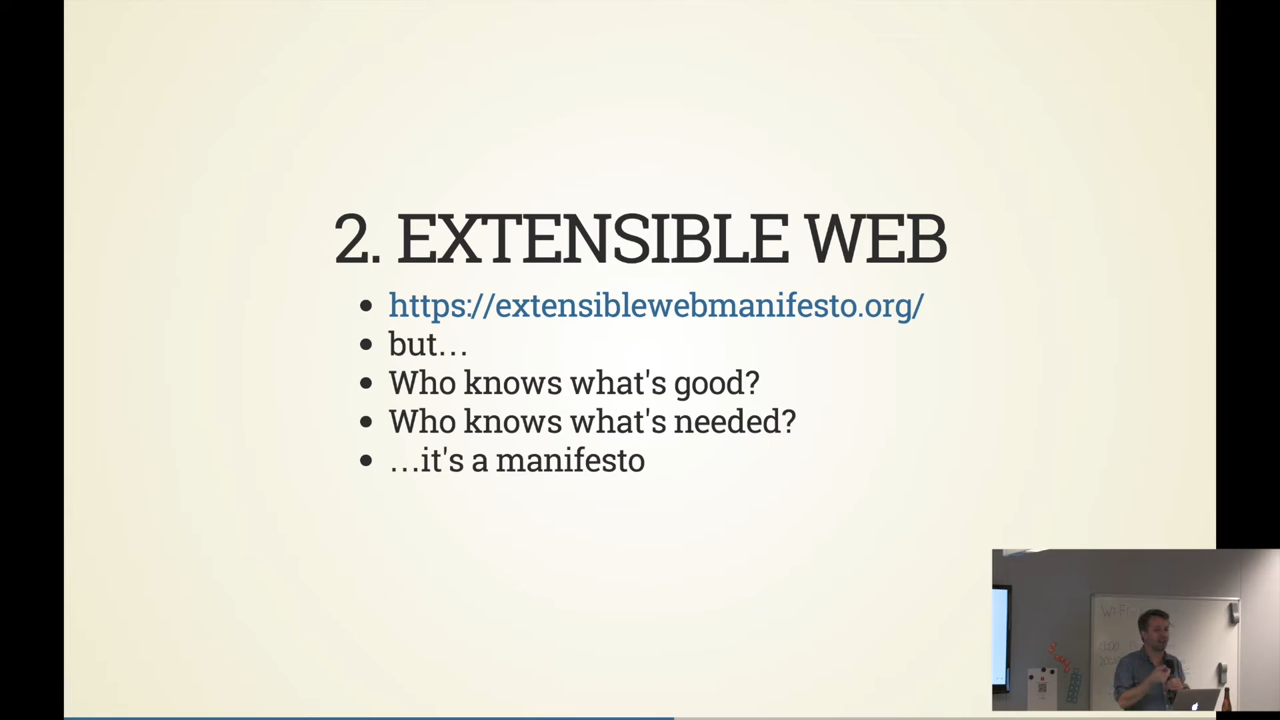 2. EXTENSIBLE WEB
https://extensiblewebmanifesto.org/
but…
Who knows what's good?
Who knows what's needed?
…it's a manifesto